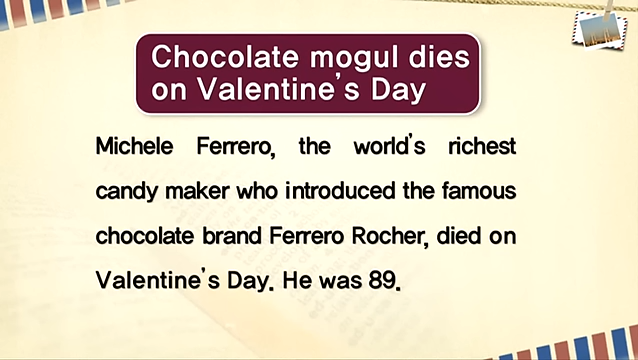 Chocolate mogul dies
on Valentine's Day
Michele Ferrero, the world's richest
candy maker who introduced the famous
chocolate brand Ferrero Rocher, died on
Valentine's Day. He was 89.